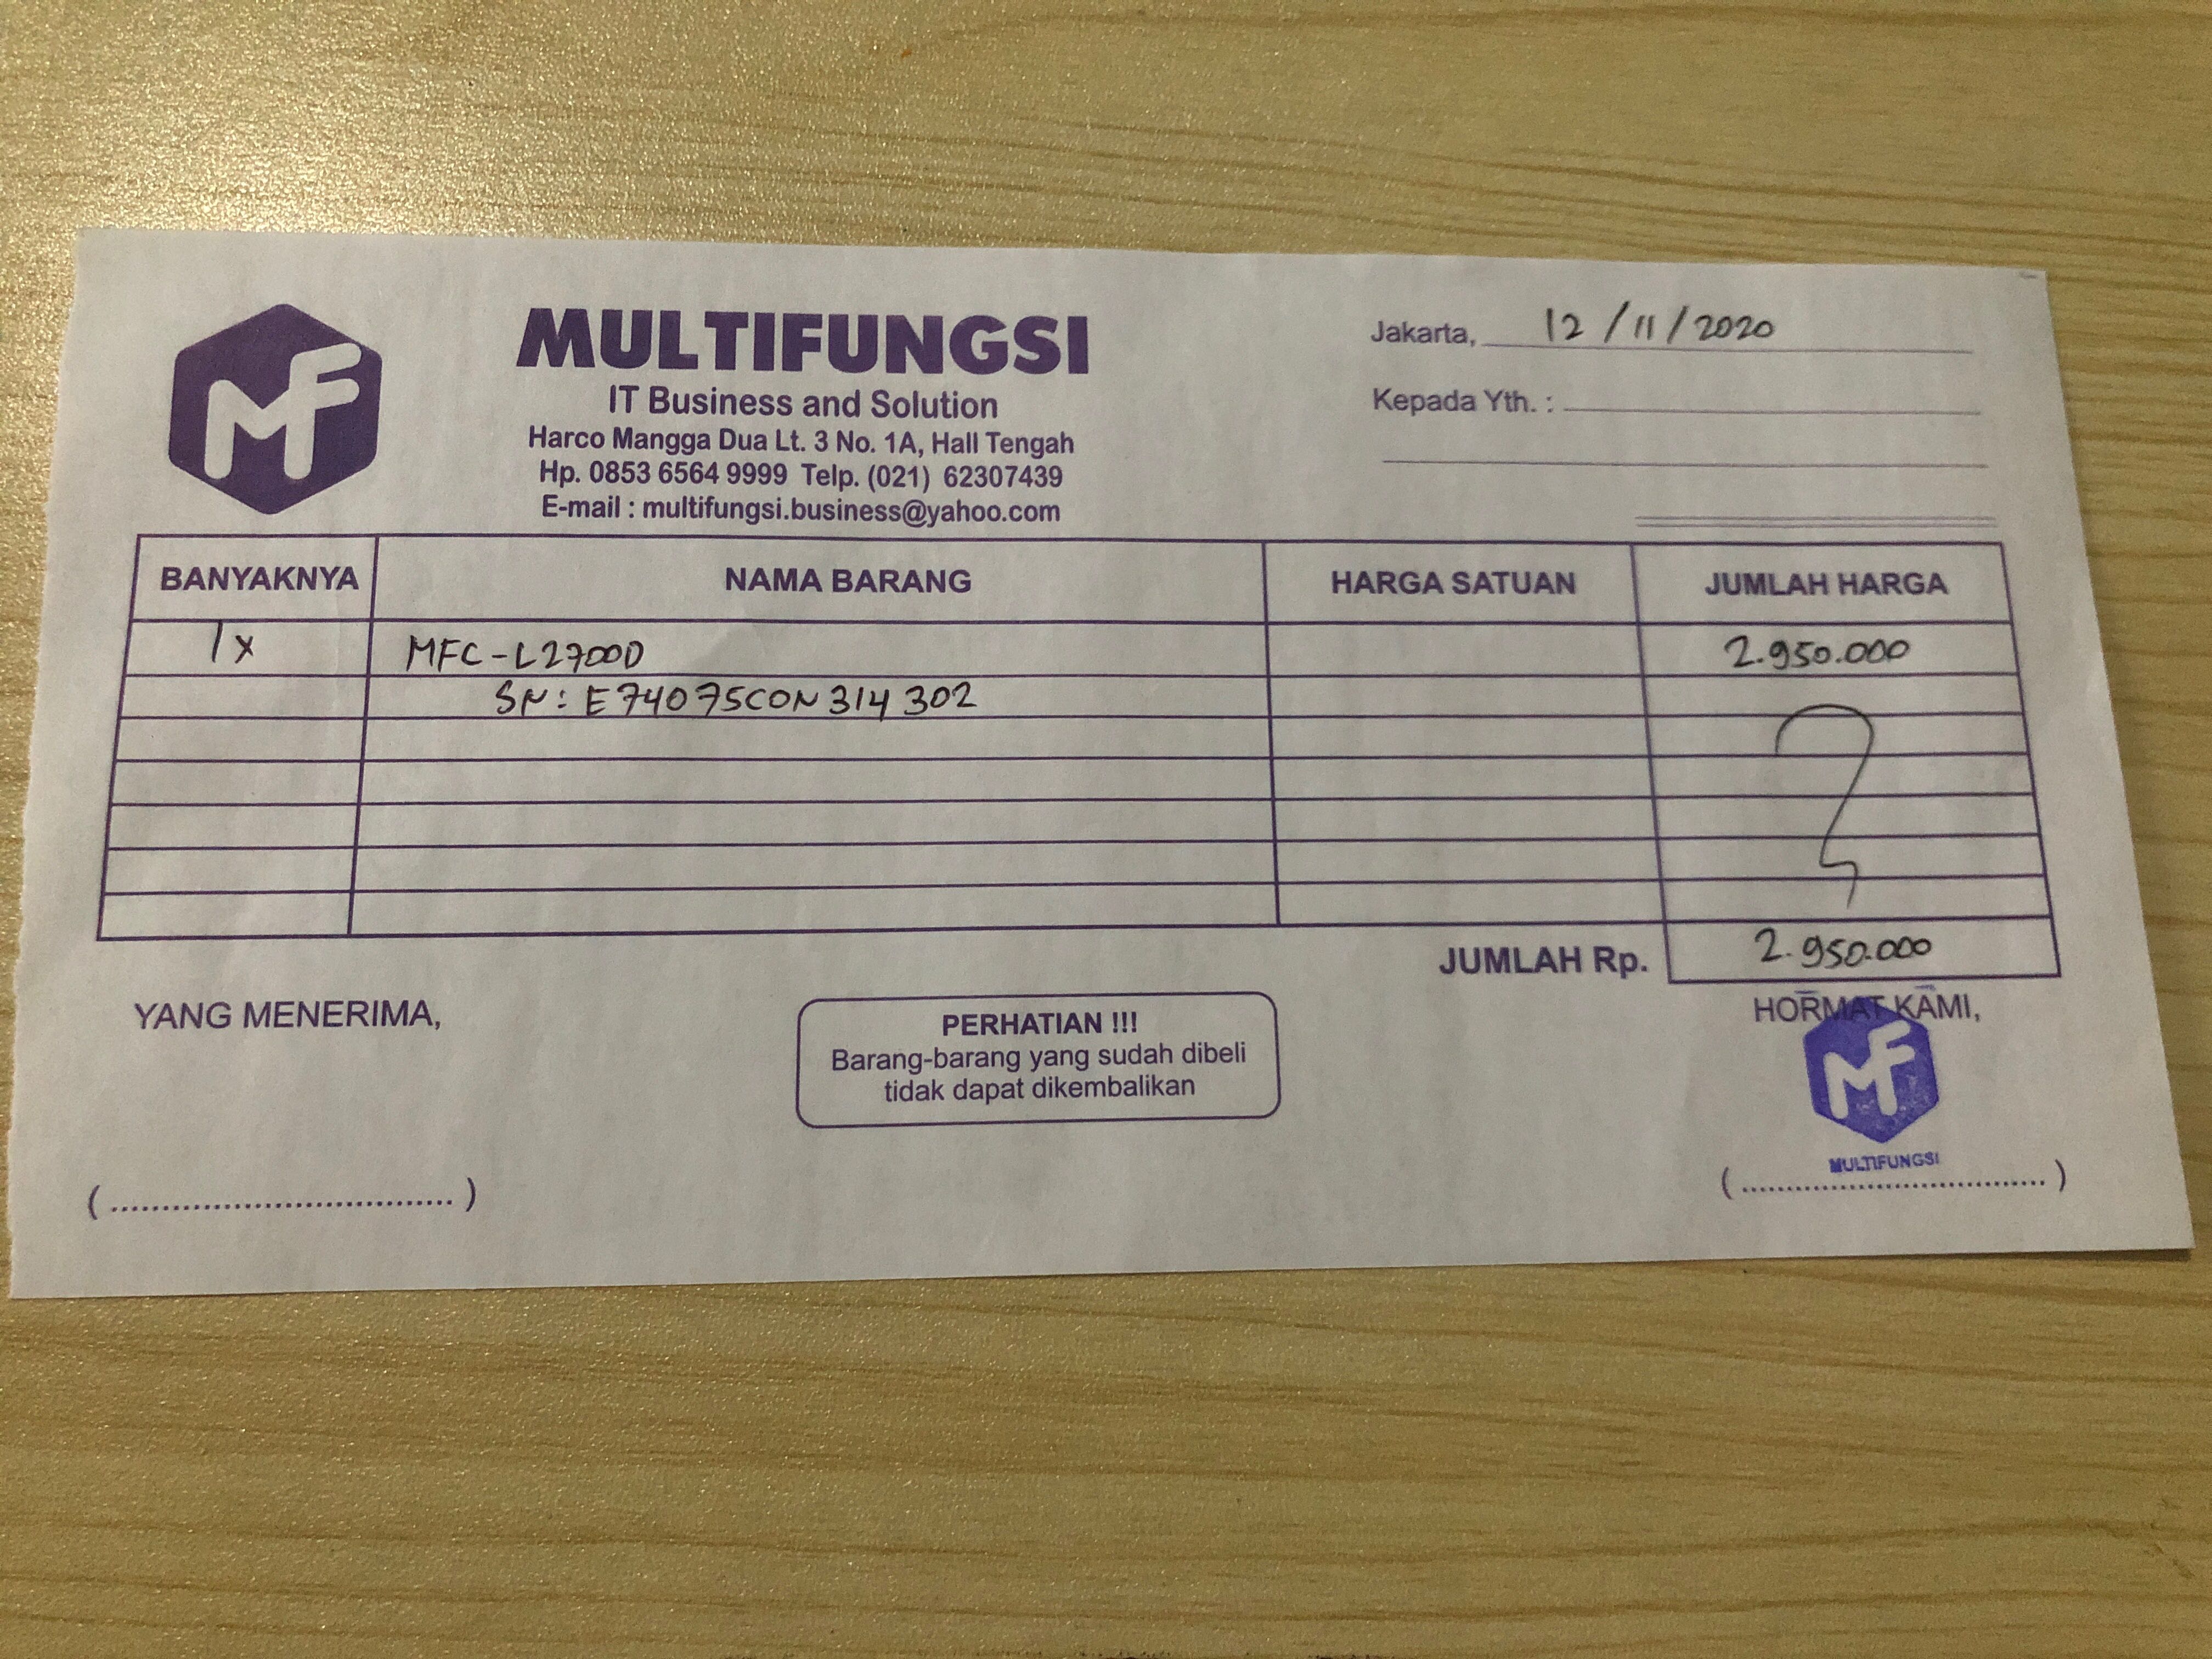 MF
MULTIFUNGSI
IT Business and Solution
Harco Mangga Dua Lt. 3 No. 1A, Hall Tengah
Hp. 0853 6564 9999 Telp. (021) 62307439
E-mail : multifungsi.business@yahoo.com
Jakarta, 12/11/2020
Kepada Yth. :
BANYAKNYA NAMA BARANG HARGA SATUAN JUMLAH HARGA
1x MFC-L2700D 2.950.000
SN: E74075C0N314302
JUMLAH Rp. 2.950.000
YANG MENERIMA,
PERHATIAN !!!
Barang-barang yang sudah dibeli
tidak dapat dikembalikan
HORMAT KAMI,
MF
MULTIFUNGSI
(..................................)
(..................................)